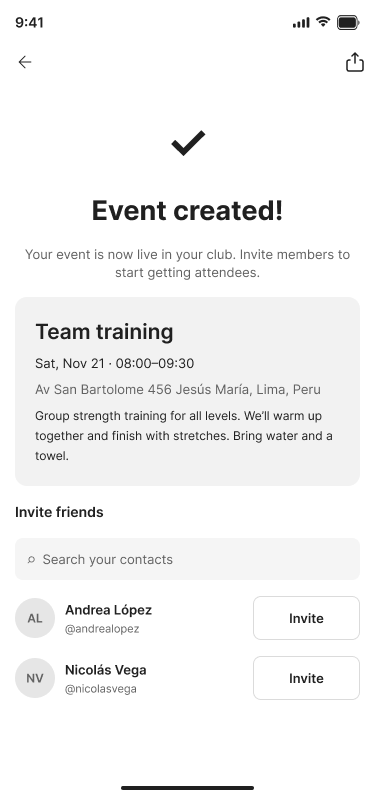 9:41
Event created!
Your event is now live in your club. Invite members to
start getting attendees.
Team training
Sat, Nov 21 · 08:00–09:30
Av San Bartolome 456 Jesús María, Lima, Peru
Group strength training for all levels. We’ll warm up
together and finish with stretches. Bring water and a
towel.
Invite friends
Search your contacts
AL
Andrea López
@andrealopez
Invite
NV
Nicolás Vega
@nicolasvega
Invite